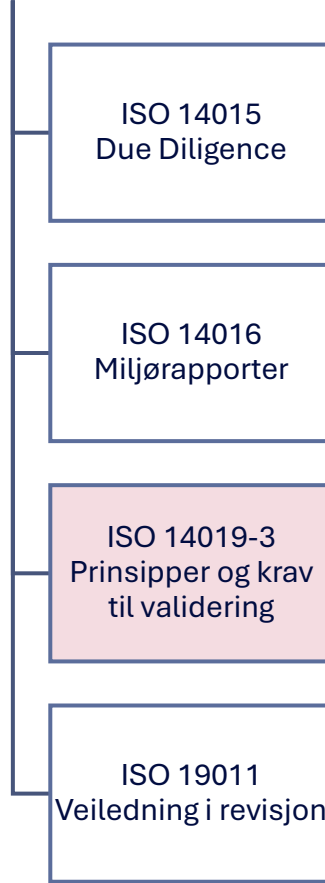 ISO 14015
Due Diligence
ISO 14016
Miljørapporter
ISO 14019-3
Prinsipper og krav
til validering
ISO 19011
Veiledning i revisjon